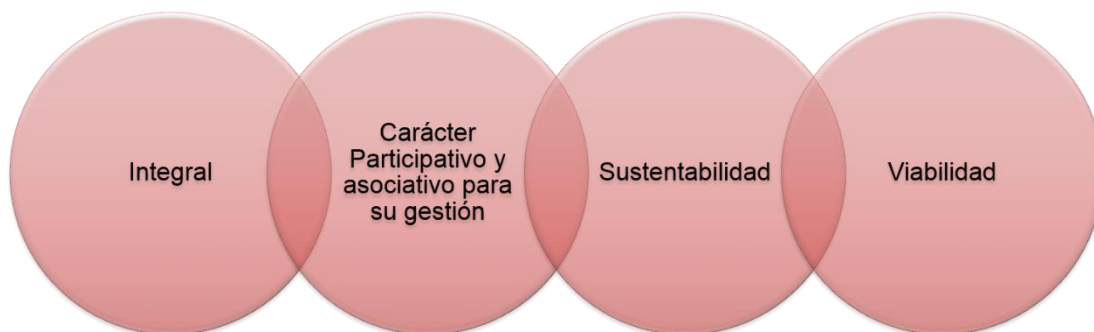 Integral
Carácter
Participativo y
asociativo para
su gestión
Sustentabilidad
Viabilidad